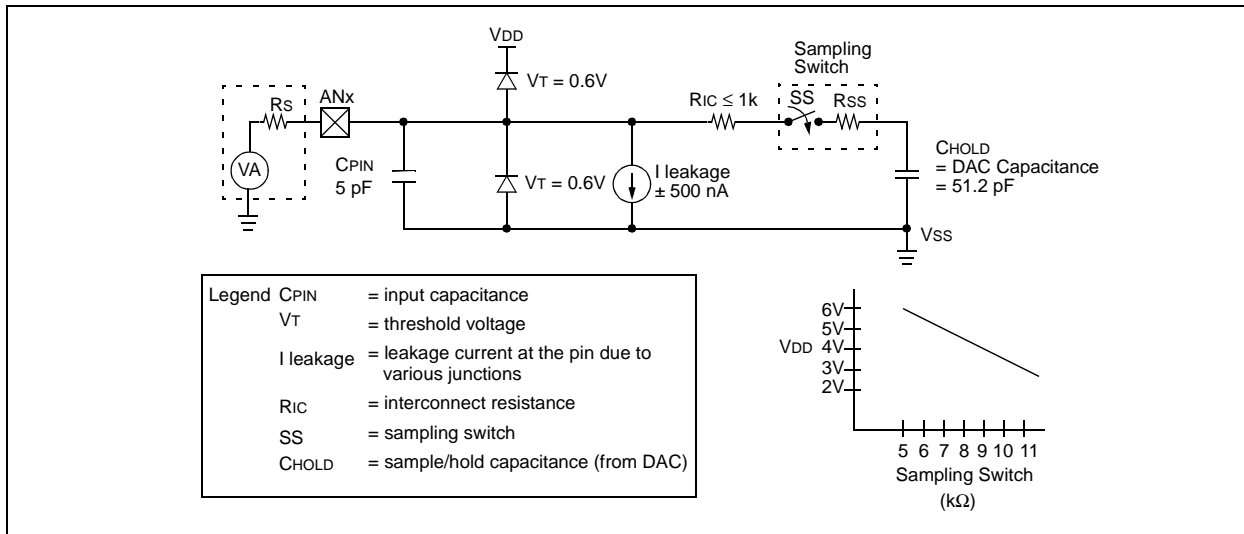 VDD
VT = 0.6V
RS
ANx
VA
CPIN
5 pF
VT = 0.6V
I leakage
± 500 nA
RIC ≤ 1k
Sampling
Switch
SS
RSS
CHOLD
= DAC Capacitance
= 51.2 pF
VSS
Legend CPIN = input capacitance
VT = threshold voltage
I leakage = leakage current at the pin due to
various junctions
RIC = interconnect resistance
SS = sampling switch
CHOLD = sample/hold capacitance (from DAC)
6V
5V
VDD 4V
3V
2V
5 6 7 8 9 10 11
Sampling Switch
(kΩ)